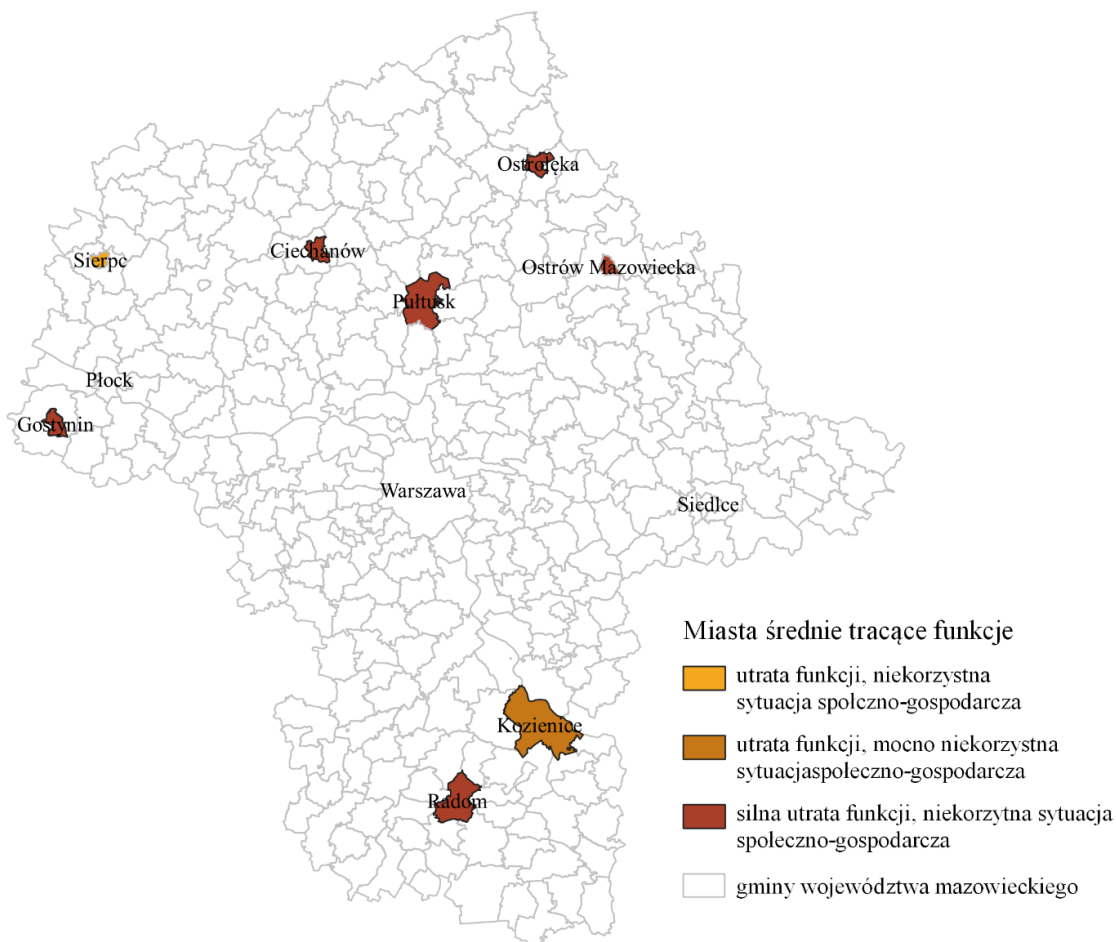 Ostrołęka
Ciechanów
Sierpc
Ostrów Mazowiecka
Pułtusk
Płock
Gostynin
Warszawa
Siedlce
Kozienice
Radom
Miasta średnie tracące funkcje
utrata funkcji, niekorzystna
sytuacja społczno-gospodarcza
utrata funkcji, mocno niekorzystna
sytuacjaspołeczno-gospodarcza
silna utrata funkcji, niekorzytna sytuacja
społeczno-gospodarcza
gminy województwa mazowieckiego